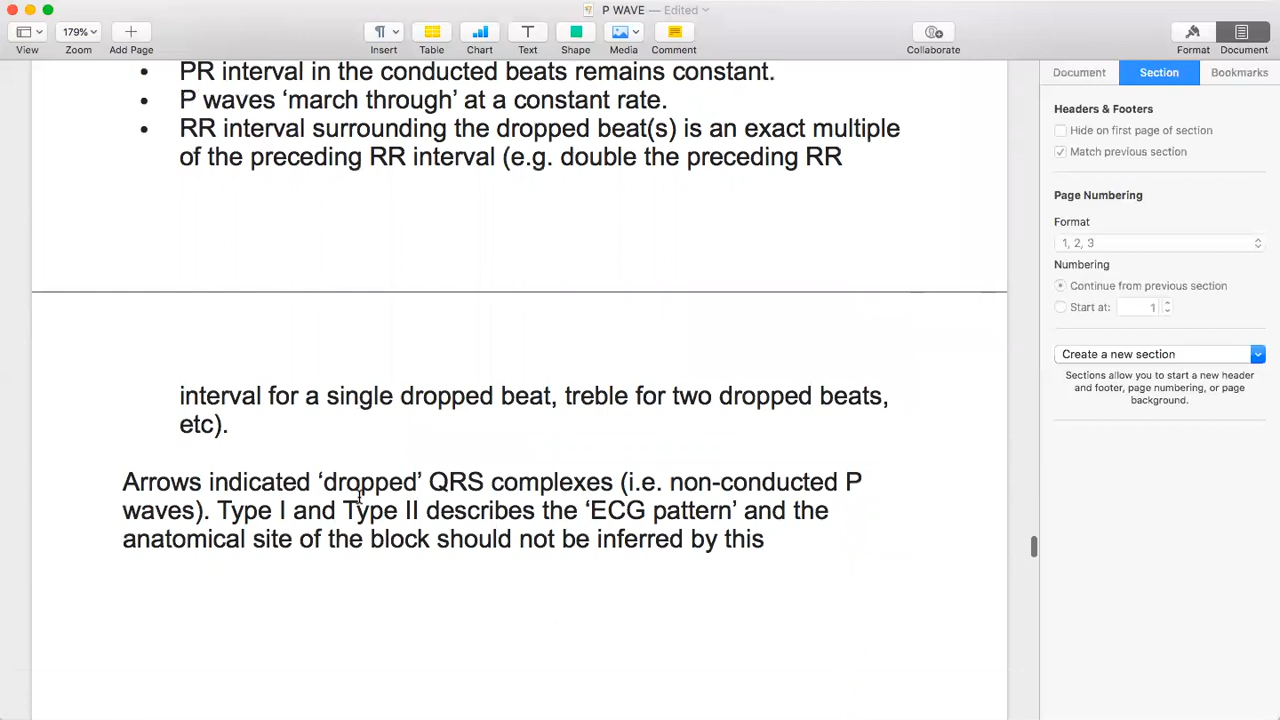 P WAVE — Edited
View
179%
Zoom
Add Page
Insert
Table
Chart
Text
Shape
Media
Comment
Collaborate
Format
Document
Document
Section
Bookmarks
• PR interval in the conducted beats remains constant.
• P waves ‘march through’ at a constant rate.
• RR interval surrounding the dropped beat(s) is an exact multiple
of the preceding RR interval (e.g. double the preceding RR
interval for a single dropped beat, treble for two dropped beats,
etc).
Arrows indicated ‘dropped’ QRS complexes (i.e. non-conducted P
waves). Type I and Type II describes the ‘ECG pattern’ and the
anatomical site of the block should not be inferred by this
Headers & Footers
Hide on first page of section
Match previous section
Page Numbering
Format
1, 2, 3
Numbering
Continue from previous section
Start at: 1
Create a new section
Sections allow you to start a new header
and footer, page numbering, or page
background.